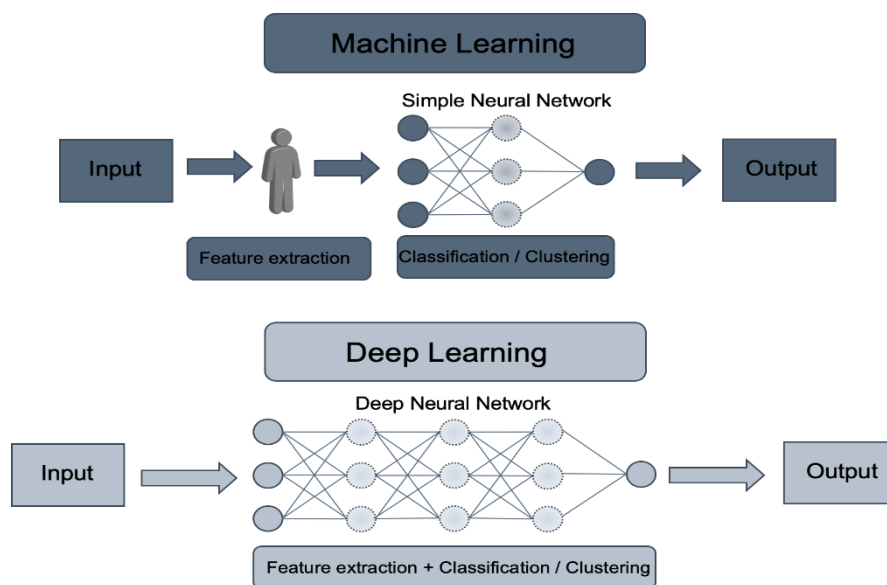 Machine Learning
Simple Neural Network
Input
Output
Feature extraction
Classification / Clustering
Deep Learning
Deep Neural Network
Input
Output
Feature extraction + Classification / Clustering